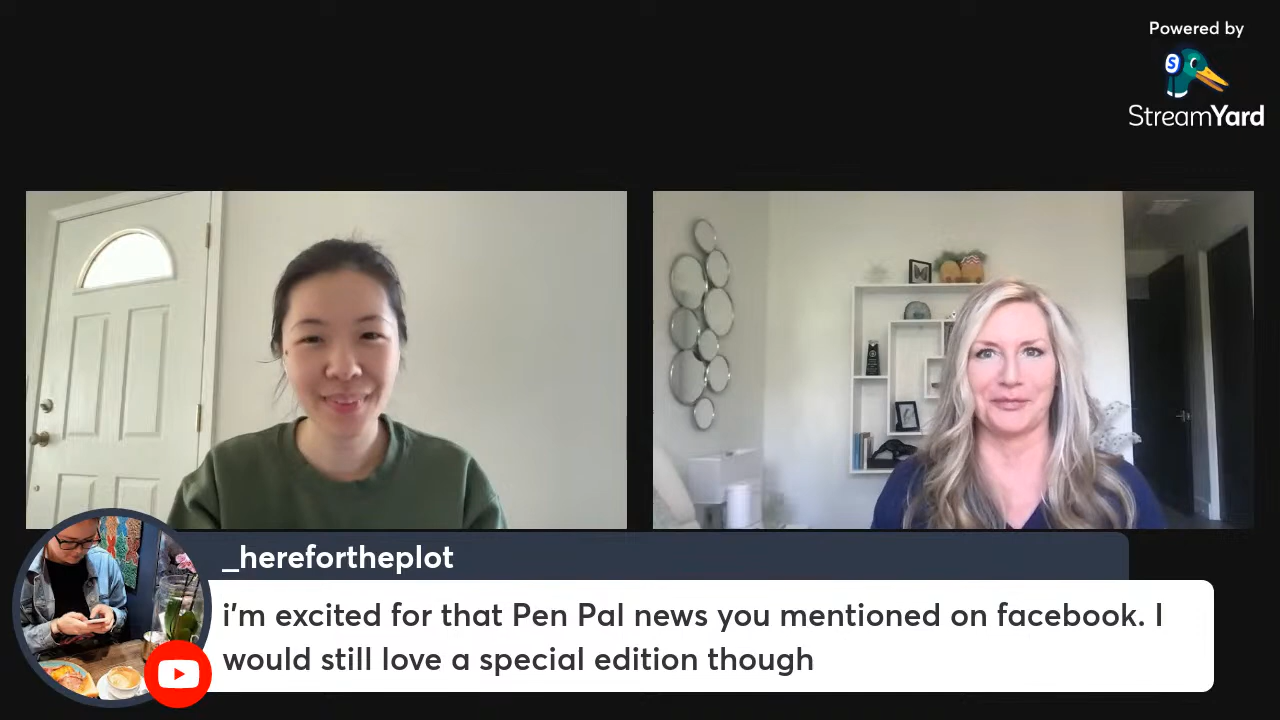 Powered by
StreamYard
_herefortheplot
i'm excited for that Pen Pal news you mentioned on facebook. I
would still love a special edition though